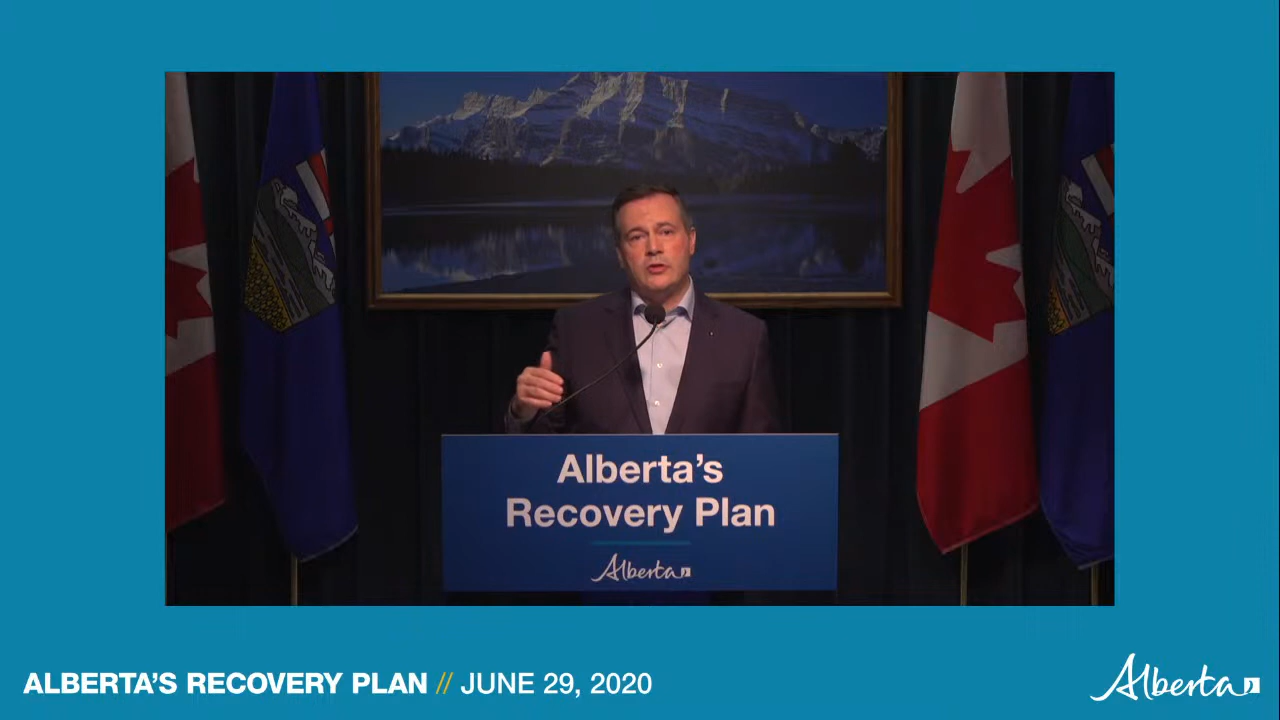 Alberta's
Recovery Plan
Alberta
ALBERTA'S RECOVERY PLAN // JUNE 29, 2020
Alberta